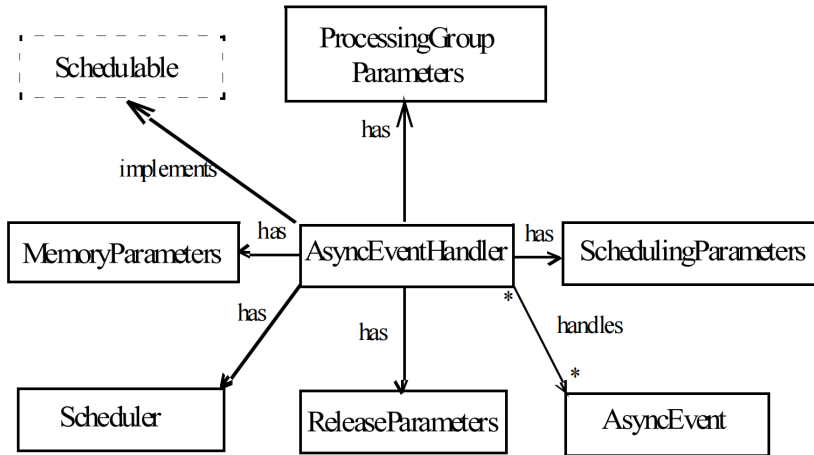 ProcessingGroup
Parameters
Schedulable
has
implements
MemoryParameters
has
AsyncEventHandler
has
SchedulingParameters
*
has
has
handles
*
Scheduler
ReleaseParameters
AsyncEvent